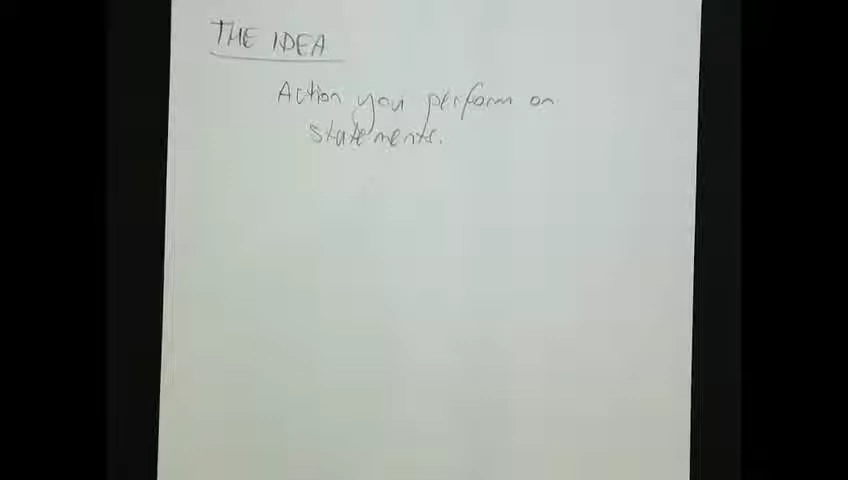 THE IDEA
Action you perform on
statements.